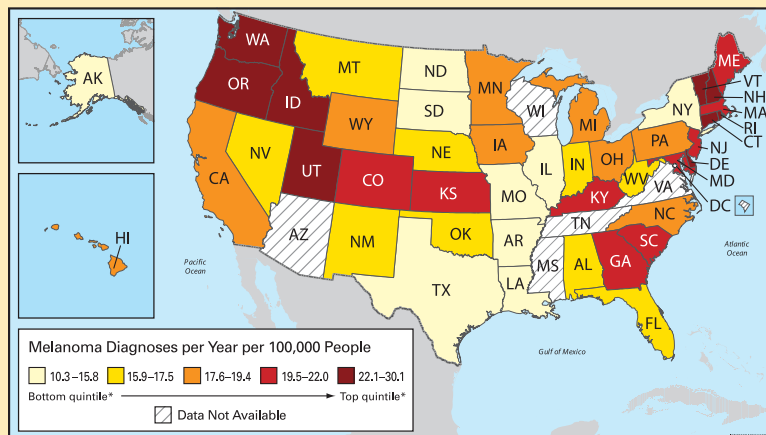 AK
HI
WA
OR
ID
MT
ND
SD
MN
WI
MI
WY
NE
IA
NV
UT
CO
KS
CA
AZ
NM
OK
TX
MO
AR
LA
IL
IN
OH
KY
TN
MS
AL
GA
FL
SC
NC
VA
WV
PA
NY
ME
VT
NH
MA
RI
CT
NJ
DE
MD
DC
Pacific
Ocean
Atlantic
Ocean
Gulf of Mexico
Melanoma Diagnoses per Year per 100,000 People
10.3–15.8 15.9–17.5 17.6–19.4 19.5–22.0 22.1–30.1
Bottom quintile* Top quintile*
Data Not Available